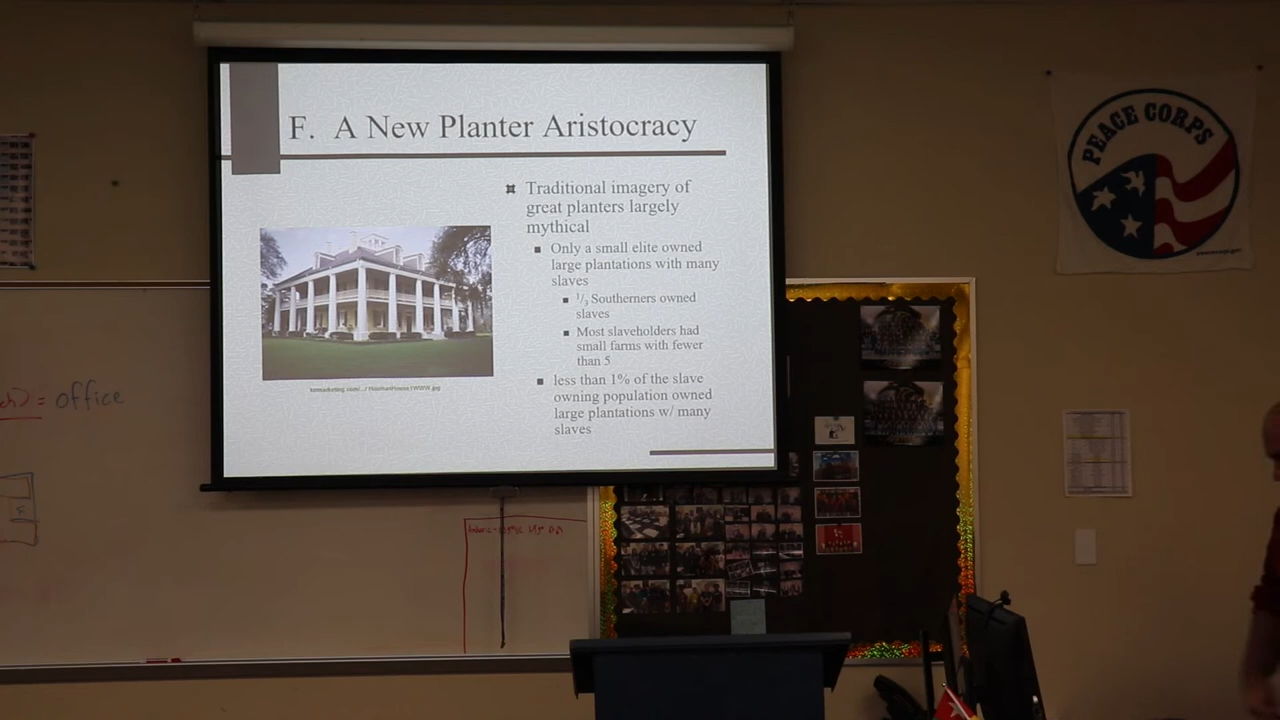 F. A New Planter Aristocracy
Traditional imagery of
great planters largely
mythical
Only a small elite owned
large plantations with many
slaves
1/3 Southerners owned
slaves
Most slaveholders had
small farms with fewer
than 5
less than 1% of the slave
owning population owned
large plantations w/ many
slaves
PEACE CORPS
= office
F